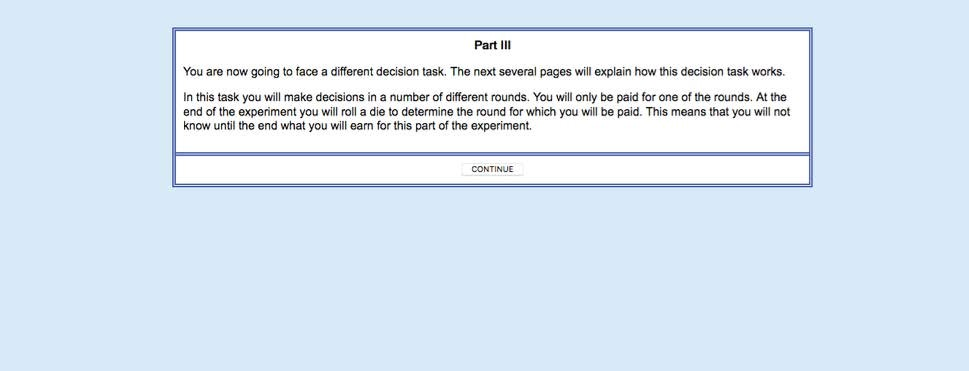 Part III
You are now going to face a different decision task. The next several pages will explain how this decision task works.
In this task you will make decisions in a number of different rounds. You will only be paid for one of the rounds. At the
end of the experiment you will roll a die to determine the round for which you will be paid. This means that you will not
know until the end what you will earn for this part of the experiment.
CONTINUE